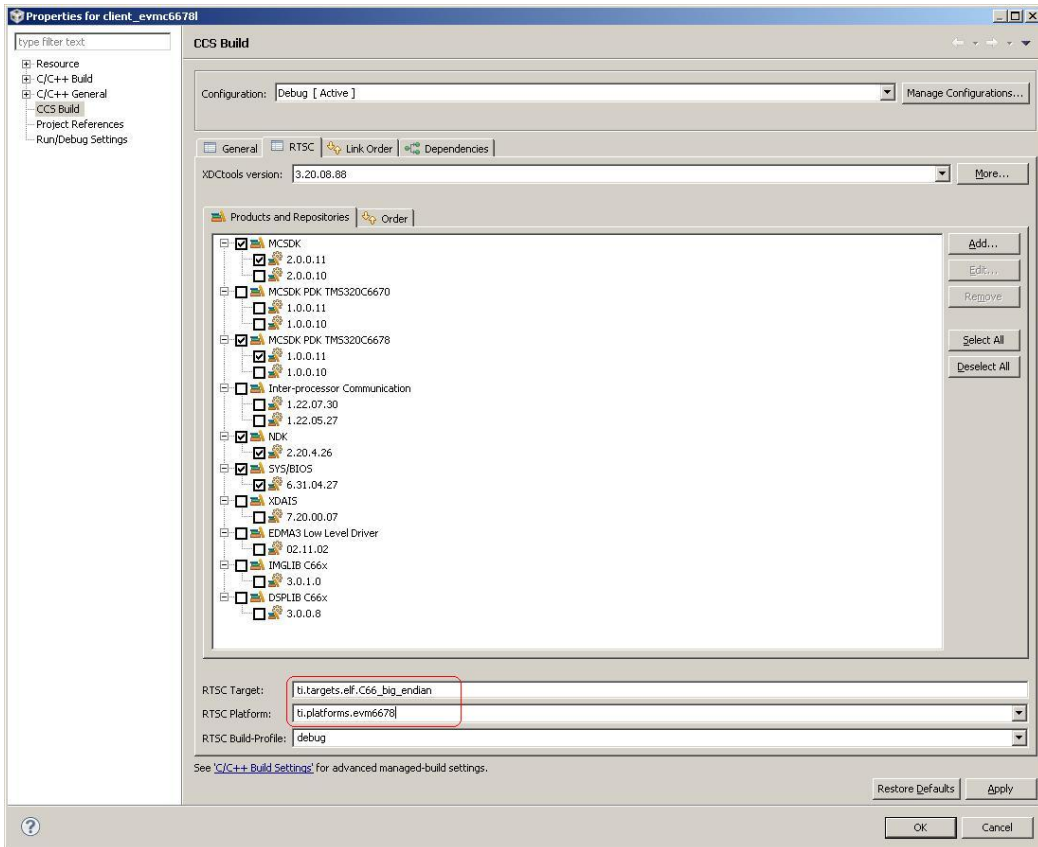 Properties for client_evmc6678l
type filter text
Resource
C/C++ Build
C/C++ General
CCS Build
Project References
Run/Debug Settings
CCS Build
Configuration: Debug [ Active ]
Manage Configurations...
General RTSC Link Order Dependencies
XDCtools version: 3.20.08.88
More...
Products and Repositories Order
MCSDK
2.0.0.11
2.0.0.10
MCSDK PDK TMS320C6670
1.0.0.11
1.0.0.10
MCSDK PDK TMS320C6678
1.0.0.11
1.0.0.10
Inter-processor Communication
1.22.07.30
1.22.05.27
NDK
2.20.4.26
SYS/BIOS
6.31.04.27
XDAIS
7.20.00.07
EDMA3 Low Level Driver
02.11.02
IMGLIB C66x
3.0.1.0
DSPLIB C66x
3.0.0.8
Add...
Edit...
Remove
Select All
Deselect All
RTSC Target: ti.targets.elf.C66_big_endian
RTSC Platform: ti.platforms.evm6678
RTSC Build-Profile: debug
See 'C/C++ Build Settings' for advanced managed-build settings.
Restore Defaults Apply
OK Cancel